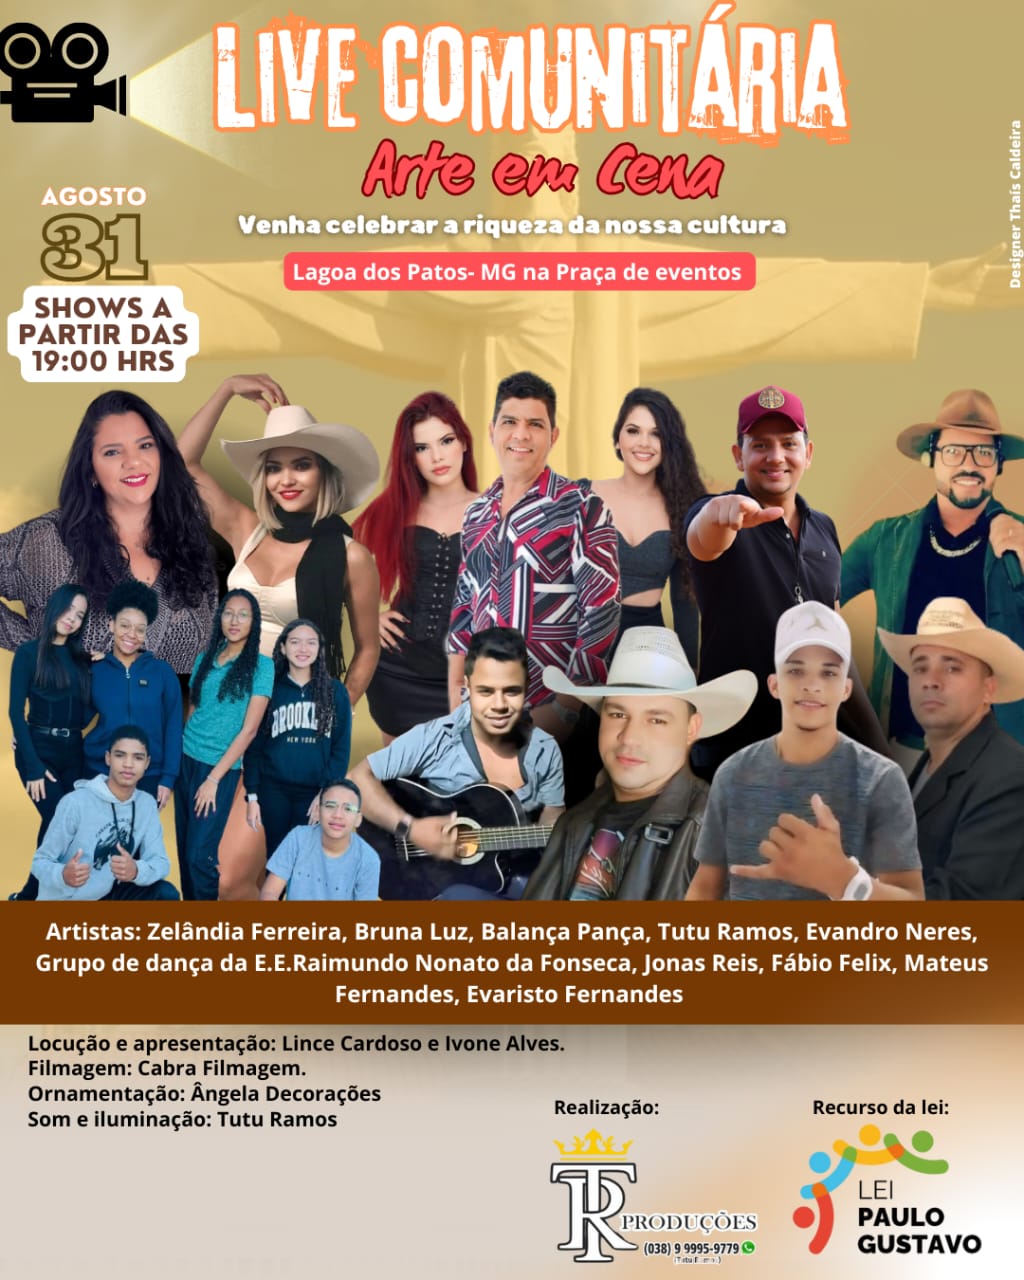 LIVE COMUNITÁRIA
Arte em Cena
Venha celebrar a riqueza da nossa cultura
Lagoa dos Patos- MG na Praça de eventos
AGOSTO
31
SHOWS A
PARTIR DAS
19:00 HRS
Designer Thaís Caldeira
BROOKL
NEW YORK
Artistas: Zelândia Ferreira, Bruna Luz, Balança Pança, Tutu Ramos, Evandro Neres,
Grupo de dança da E.E.Raimundo Nonato da Fonseca, Jonas Reis, Fábio Felix, Mateus
Fernandes, Evaristo Fernandes
Locução e apresentação: Lince Cardoso e Ivone Alves.
Filmagem: Cabra Filmagem.
Ornamentação: Ângela Decorações
Som e iluminação: Tutu Ramos
Realização:
TR PRODUÇÕES
(038) 9 9995-9779
(Tutu Ramos)
Recurso da lei:
LEI
PAULO
GUSTAVO